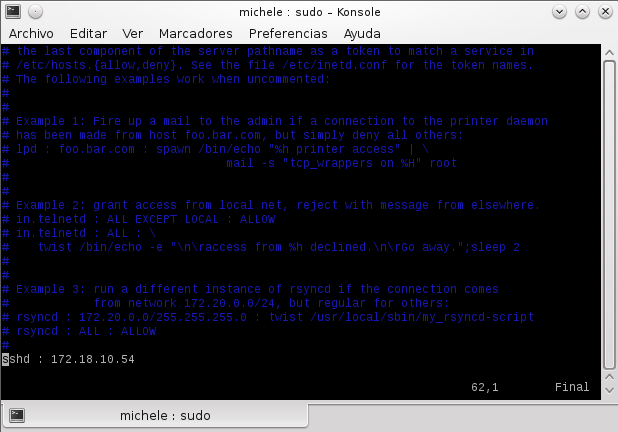 michele : sudo – Konsole
Archivo Editar Ver Marcadores Preferencias Ayuda
# the last component of the server pathname as a token to match a service in
# /etc/hosts.{allow,deny}. See the file /etc/inetd.conf for the token names.
# The following examples work when uncommented:
#
#
# Example 1: Fire up a mail to the admin if a connection to the printer daemon
# has been made from host foo.bar.com, but simply deny all others:
# lpd : foo.bar.com : spawn /bin/echo "%h printer access" | \
#                               mail -s "tcp_wrappers on %H" root
#
#
# Example 2: grant access from local net, reject with message from elsewhere.
# in.telnetd : ALL EXCEPT LOCAL : ALLOW
# in.telnetd : ALL : \
#    twist /bin/echo -e "\n\raccess from %h declined.\n\rGo away.";sleep 2
#
#
# Example 3: run a different instance of rsyncd if the connection comes
#            from network 172.20.0.0/24, but regular for others:
# rsyncd : 172.20.0.0/255.255.255.0 : twist /usr/local/sbin/my_rsyncd-script
# rsyncd : ALL : ALLOW
#
sshd : 172.18.10.54
62,1 Final
michele : sudo